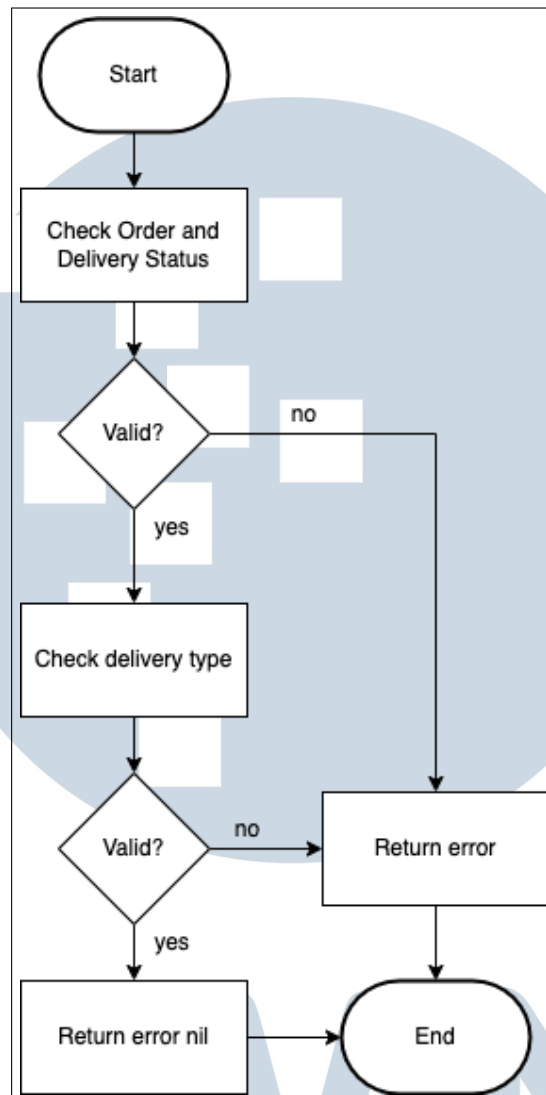 Start
Check Order and
Delivery Status
Valid?
no
yes
Check delivery type
Valid?
no
Return error
yes
Return error nil
End